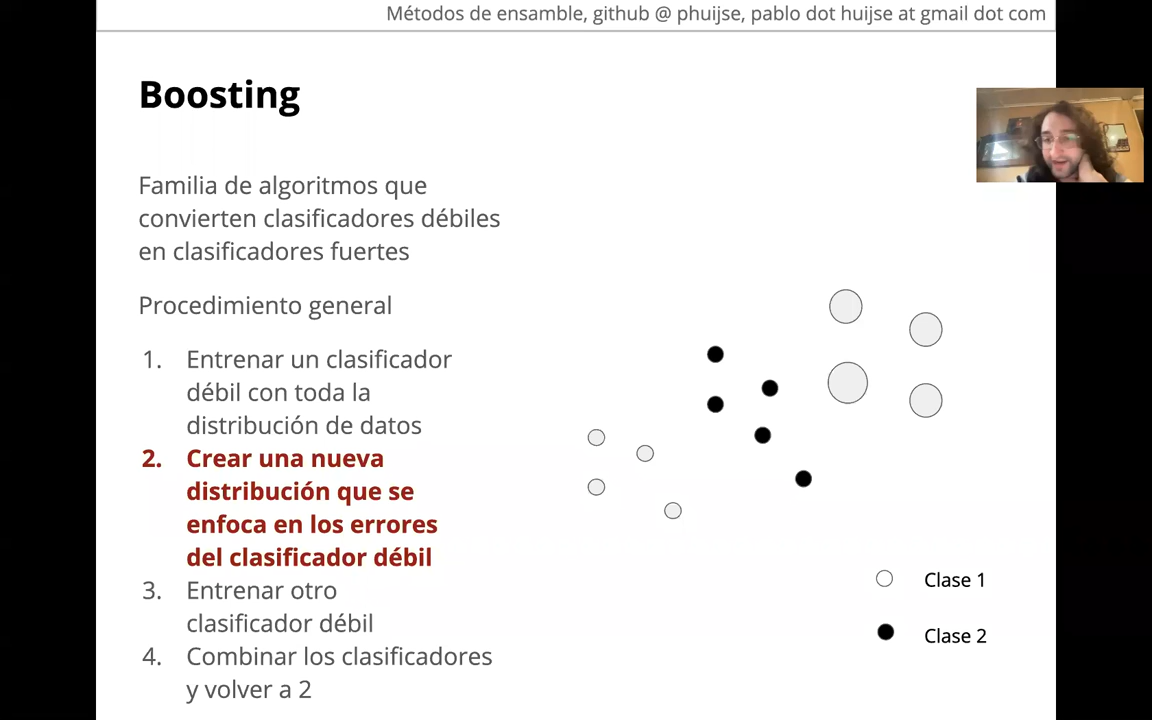 Métodos de ensamble, github @ phuijse, pablo dot huijse at gmail dot com
Boosting
Familia de algoritmos que
convierten clasificadores débiles
en clasificadores fuertes
Procedimiento general
1. Entrenar un clasificador
débil con toda la
distribución de datos
2. Crear una nueva
distribución que se
enfoca en los errores
del clasificador débil
3. Entrenar otro
clasificador débil
4. Combinar los clasificadores
y volver a 2
Clase 1
Clase 2